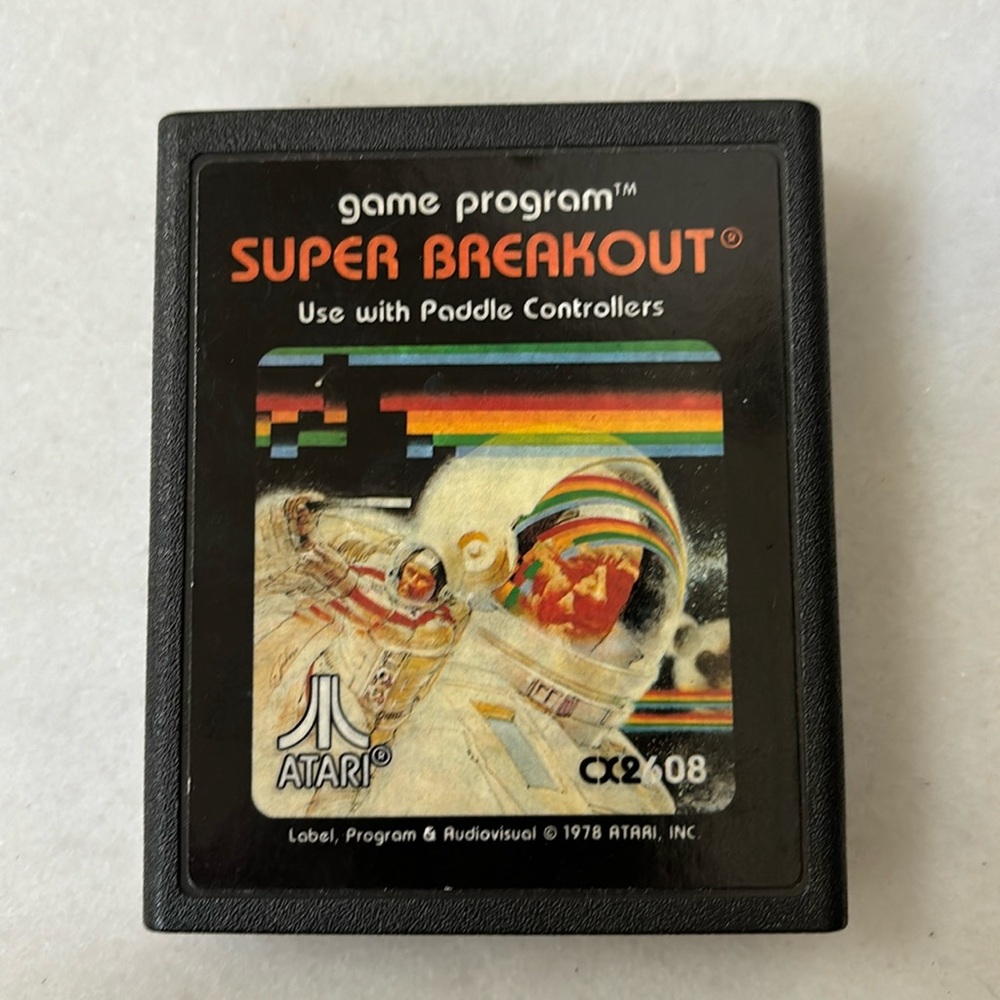 game program™
SUPER BREAKOUT®
Use with Paddle Controllers
ATARI®
CX2608
Label, Program & Audiovisual © 1978 ATARI, INC.